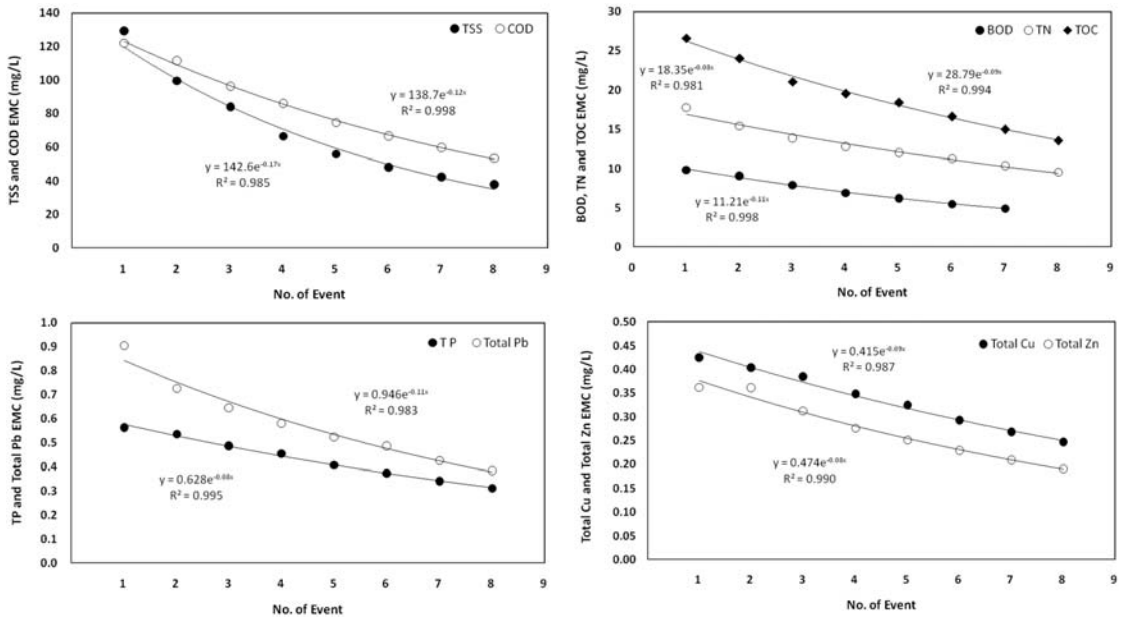 140
120
100
80
60
40
20
0
TSS and COD EMC (mg/L)
TSS COD
y = 138.7e^-0.12x
R² = 0.998
y = 142.6e^-0.17x
R² = 0.985
1 2 3 4 5 6 7 8 9
No. of Event
30
25
20
15
10
5
0
BOD, TN and TOC EMC (mg/L)
BOD TN TOC
y = 18.35e^-0.08x
R² = 0.981
y = 28.79e^-0.09x
R² = 0.994
y = 11.21e^-0.11x
R² = 0.998
0 1 2 3 4 5 6 7 8 9
No. of Event
1.0
0.9
0.8
0.7
0.6
0.5
0.4
0.3
0.2
0.1
0.0
TP and Total Pb EMC (mg/L)
T P Total Pb
y = 0.946e^-0.11x
R² = 0.983
y = 0.628e^-0.08x
R² = 0.995
1 2 3 4 5 6 7 8 9
No. of Event
0.50
0.45
0.40
0.35
0.30
0.25
0.20
0.15
0.10
0.05
0.00
Total Cu and Total Zn EMC (mg/L)
Total Cu Total Zn
y = 0.415e^-0.09x
R² = 0.987
y = 0.474e^-0.08x
R² = 0.990
0 1 2 3 4 5 6 7 8 9
No. of Event